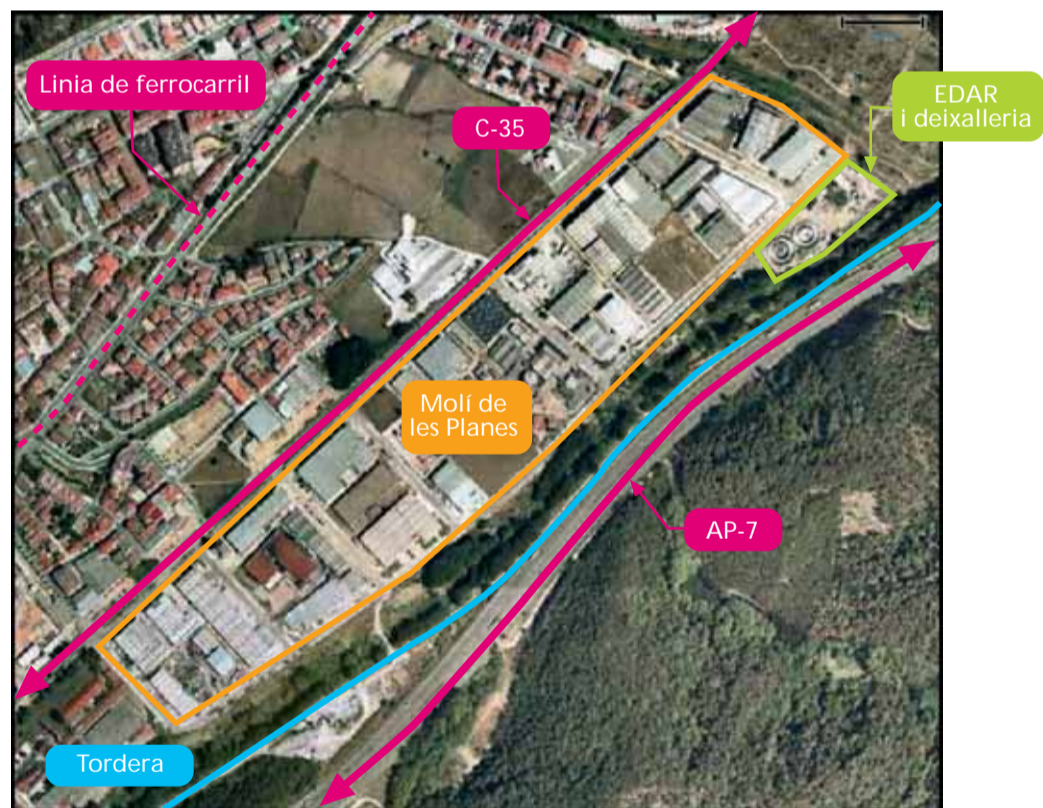 Linia de ferrocarril
C-35
EDAR
i deixalleria
Molí de
les Planes
AP-7
Tordera